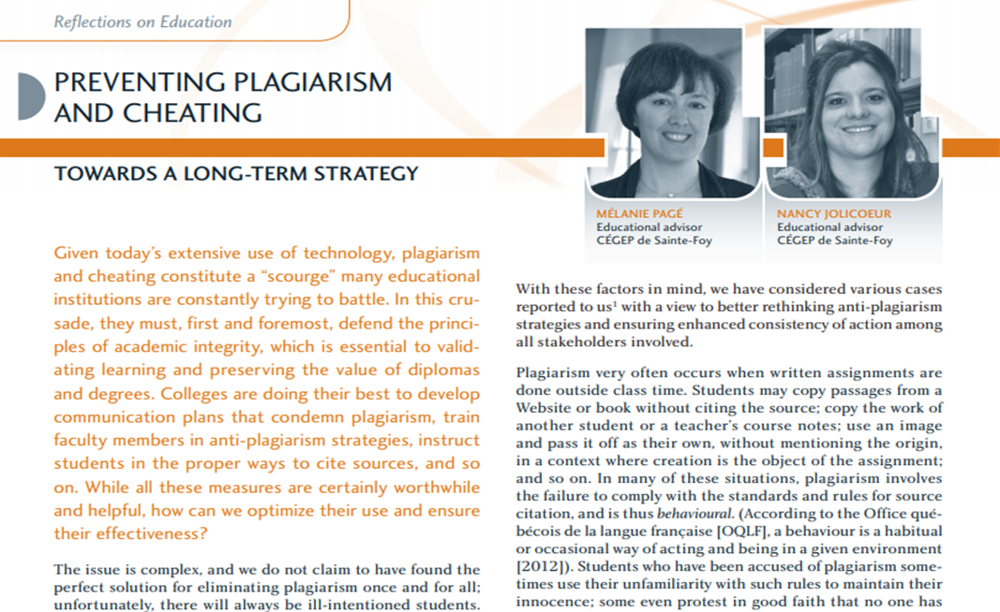 Reflections on Education
PREVENTING PLAGIARISM
AND CHEATING
TOWARDS A LONG-TERM STRATEGY
MÉLANIE PAGÉ
Educational advisor
CÉGEP de Sainte-Foy
NANCY JOLICOEUR
Educational advisor
CÉGEP de Sainte-Foy
Given today's extensive use of technology, plagiarism
and cheating constitute a “scourge” many educational
institutions are constantly trying to battle. In this cru-
sade, they must, first and foremost, defend the princi-
ples of academic integrity, which is essential to valid-
ating learning and preserving the value of diplomas
and degrees. Colleges are doing their best to develop
communication plans that condemn plagiarism, train
faculty members in anti-plagiarism strategies, instruct
students in the proper ways to cite sources, and so
on. While all these measures are certainly worthwhile
and helpful, how can we optimize their use and ensure
their effectiveness?
The issue is complex, and we do not claim to have found the
perfect solution for eliminating plagiarism once and for all;
unfortunately, there will always be ill-intentioned students.
With these factors in mind, we have considered various cases
reported to us¹ with a view to better rethinking anti-plagiarism
strategies and ensuring enhanced consistency of action among
all stakeholders involved.
Plagiarism very often occurs when written assignments are
done outside class time. Students may copy passages from a
Website or book without citing the source; copy the work of
another student or a teacher's course notes; use an image
and pass it off as their own, without mentioning the origin,
in a context where creation is the object of the assignment;
and so on. In many of these situations, plagiarism involves
the failure to comply with the standards and rules for source
citation, and is thus behavioural. (According to the Office qué-
bécois de la langue française [OQLF], a behaviour is a habitual
or occasional way of acting and being in a given environment
[2012]). Students who have been accused of plagiarism some-
times use their unfamiliarity with such rules to maintain their
innocence; some even protest in good faith that no one has